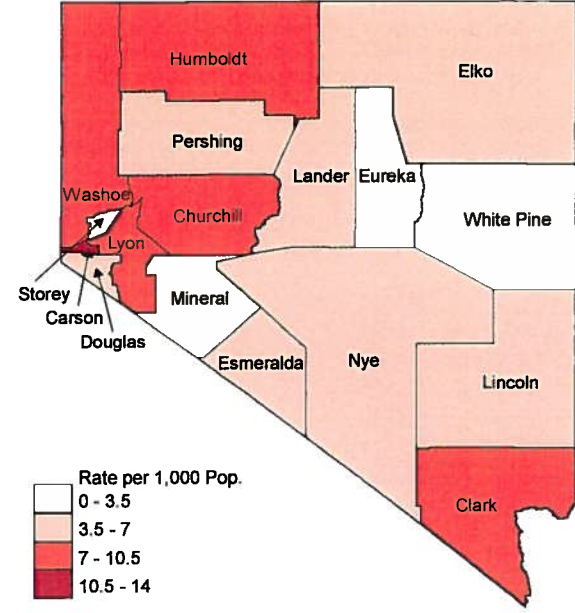 Humboldt
Elko
Pershing
Lander
Eureka
Washoe
Churchill
White Pine
Lyon
Storey
Carson
Douglas
Mineral
Esmeralda
Nye
Lincoln
Clark
Rate per 1,000 Pop.
0 - 3.5
3.5 - 7
7 - 10.5
10.5 - 14